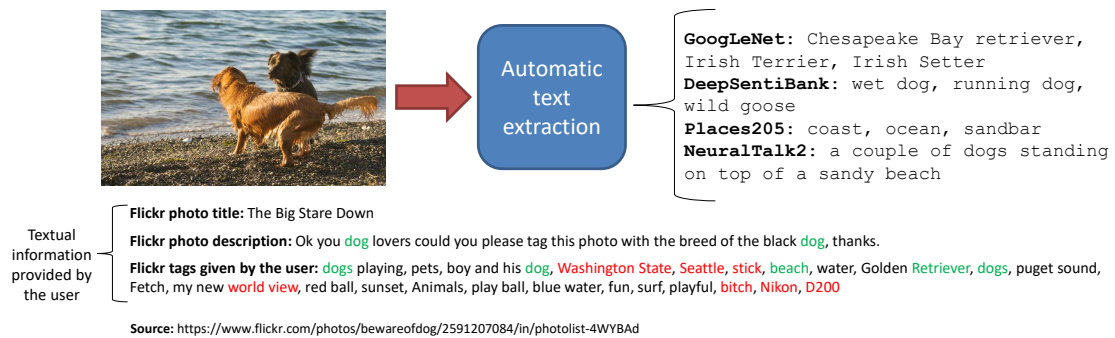 Automatic
text
extraction
GoogLeNet: Chesapeake Bay retriever,
Irish Terrier, Irish Setter
DeepSentiBank: wet dog, running dog,
wild goose
Places205: coast, ocean, sandbar
NeuralTalk2: a couple of dogs standing
on top of a sandy beach
Textual
information
provided by
the user
Flickr photo title: The Big Stare Down
Flickr photo description: Ok you dog lovers could you please tag this photo with the breed of the black dog, thanks.
Flickr tags given by the user: dogs playing, pets, boy and his dog, Washington State, Seattle, stick, beach, water, Golden Retriever, dogs, puget sound,
Fetch, my new world view, red ball, sunset, Animals, play ball, blue water, fun, surf, playful, bitch, Nikon, D200
Source: https://www.flickr.com/photos/bewareofdog/2591207084/in/photolist-4WYBAd